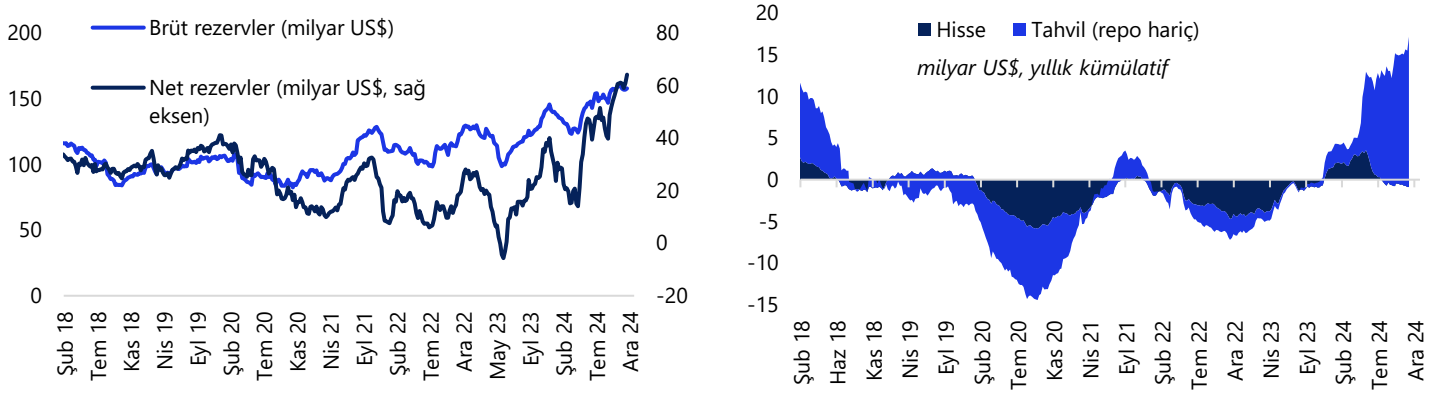 Brüt rezervler (milyar US$)
Net rezervler (milyar US$, sağ
eksen)
200
150
100
50
0
80
60
40
20
0
-20
Şub 18
Tem 18
Kas 18
Nis 19
Eyl 19
Şub 20
Tem 20
Kas 20
Nis 21
Eyl 21
Şub 22
Tem 22
Ara 22
May 23
Eyl 23
Şub 24
Tem 24
Ara 24
Hisse
Tahvil (repo hariç)
milyar US$, yıllık kümülatif
20
15
10
5
0
-5
-10
-15
Şub 18
Haz 18
Kas 18
Nis 19
Eyl 19
Şub 20
Tem 20
Kas 20
Nis 21
Eyl 21
Şub 22
Tem 22
Ara 22
Nis 23
Eyl 23
Şub 24
Tem 24
Ara 24